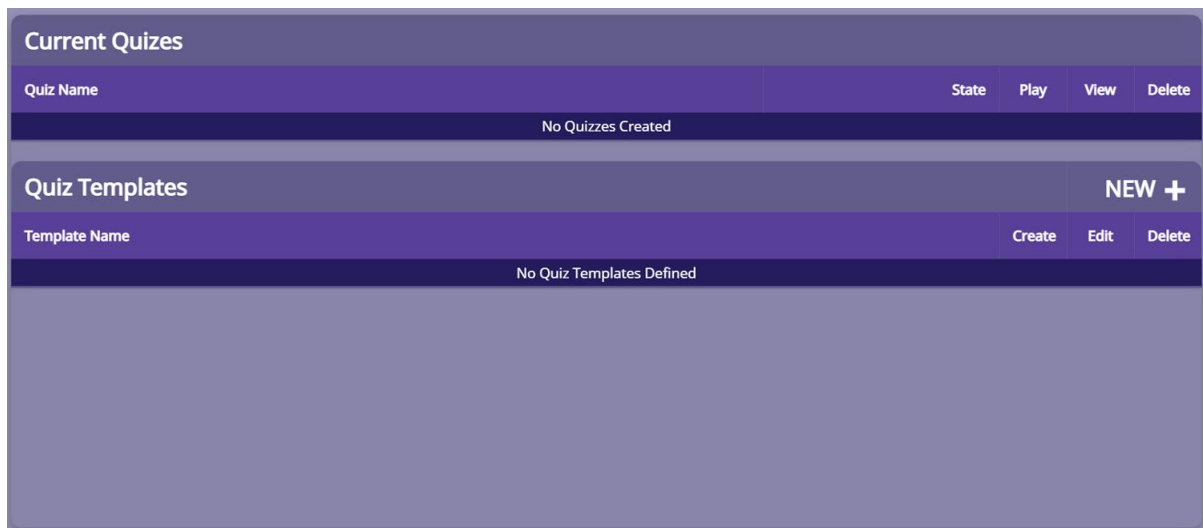 Current Quizes
Quiz Name State Play View Delete
No Quizzes Created
Quiz Templates NEW +
Template Name Create Edit Delete
No Quiz Templates Defined